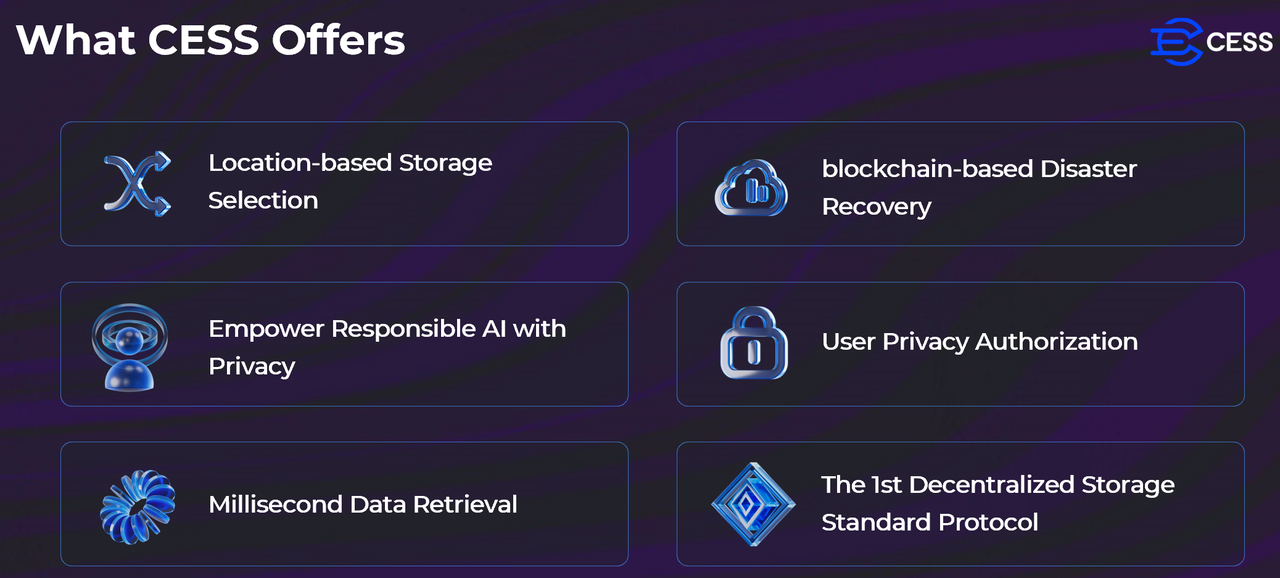 What CESS Offers
CESS
Location-based Storage
Selection
blockchain-based Disaster
Recovery
Empower Responsible AI with
Privacy
User Privacy Authorization
Millisecond Data Retrieval
The 1st Decentralized Storage
Standard Protocol